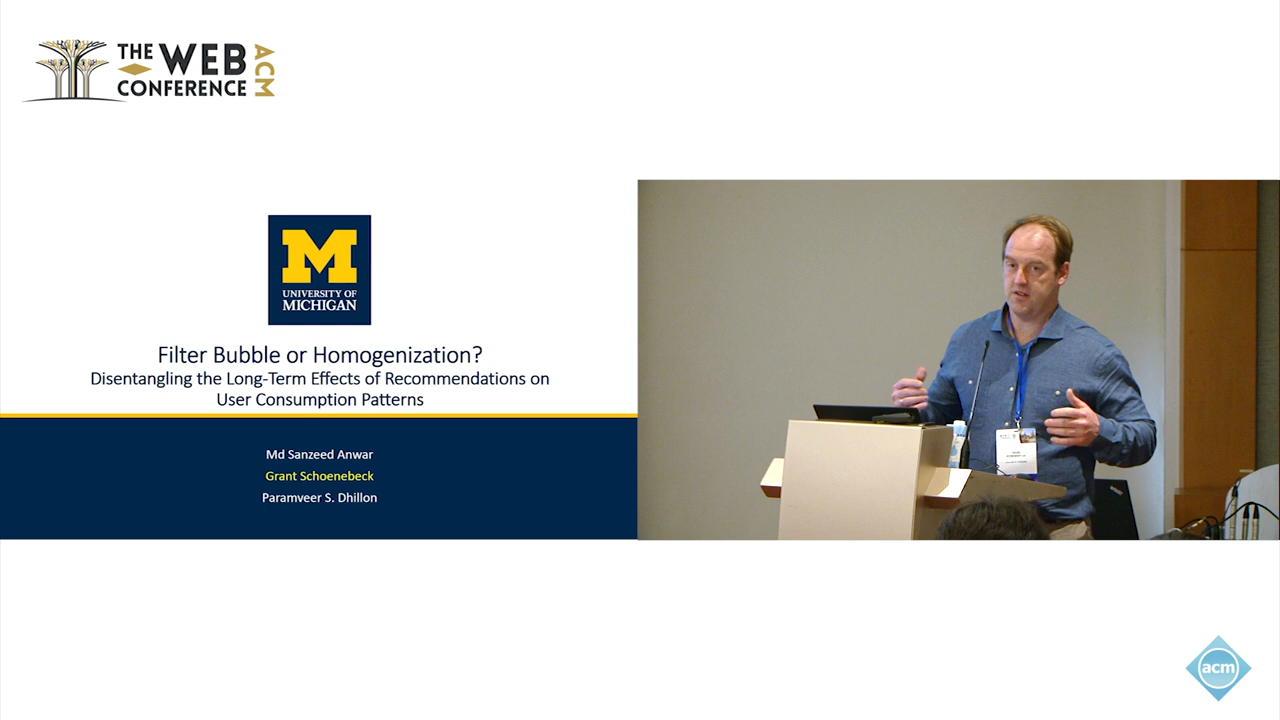 THE WEB
CONFERENCE
ACM
M
UNIVERSITY OF
MICHIGAN
Filter Bubble or Homogenization?
Disentangling the Long-Term Effects of Recommendations on
User Consumption Patterns
Md Sanzeed Anwar
Grant Schoenebeck
Paramveer S. Dhillon
acm